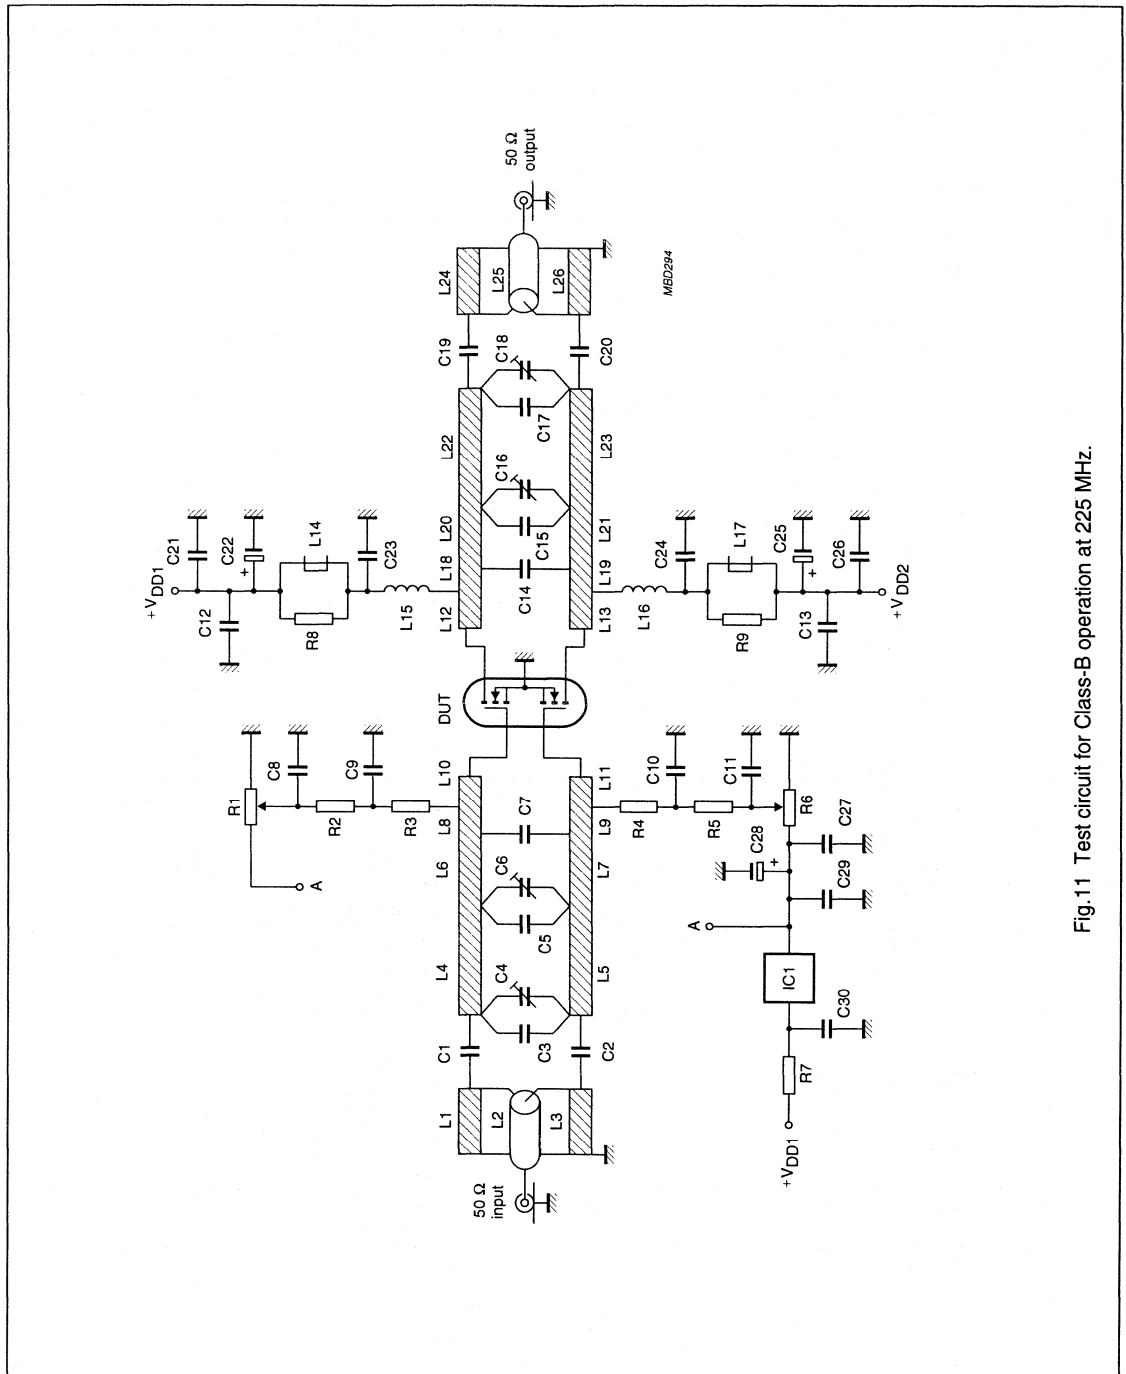 +VDD1
C21
C12
C22
+
L14
R8
C23
L15
R1
C8
R2
C9
R3
A
DUT
L10
L8
L6
L4
C1
L1
L12
L18
L20
L22
C19
L24
50 Ω
input
L2
L3
C3
C4
C5
C6
C7
C14
C15
C16
C17
C18
L25
L26
50 Ω
output
C2
L5
L7
L9
L11
L13
L19
L21
L23
C20
MBD294
R4
C10
R5
C11
R6
C27
C28
+
C29
A
IC1
C30
R7
+VDD1
L16
C24
L17
R9
C25
+
C13
C26
+VDD2
Fig.11 Test circuit for Class-B operation at 225 MHz.